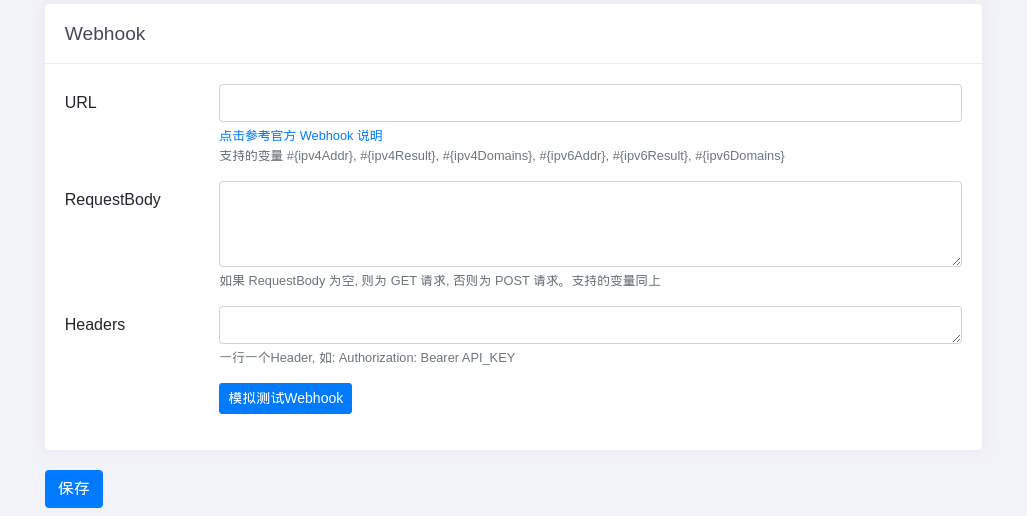 Webhook
URL
点击参考官方 Webhook 说明
支持的变量 #{ipv4Addr}, #{ipv4Result}, #{ipv4Domains}, #{ipv6Addr}, #{ipv6Result}, #{ipv6Domains}
RequestBody
如果 RequestBody 为空, 则为 GET 请求, 否则为 POST 请求。支持的变量同上
Headers
一行一个Header, 如: Authorization: Bearer API_KEY
模拟测试Webhook
保存